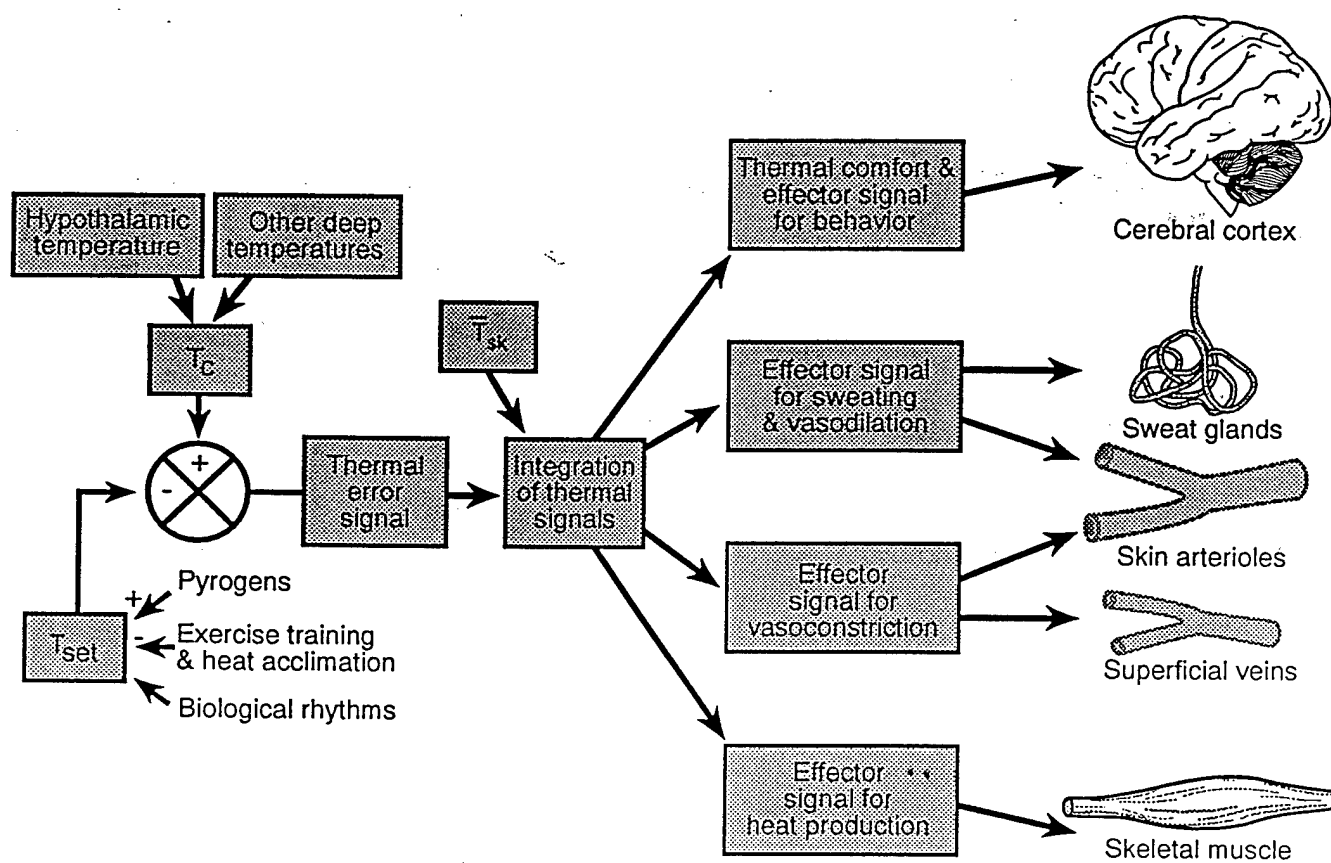 Hypothalamic
temperature
Other deep
temperatures
T_c
+
-
T_set
+
Pyrogens
-
Exercise training
& heat acclimation
Biological rhythms
Thermal
error
signal
T̅_sk
Integration
of thermal
signals
Thermal comfort &
effector signal
for behavior
Effector signal
for sweating
& vasodilation
Effector
signal for
vasoconstriction
Effector
signal for
heat production
Cerebral cortex
Sweat glands
Skin arterioles
Superficial veins
Skeletal muscle